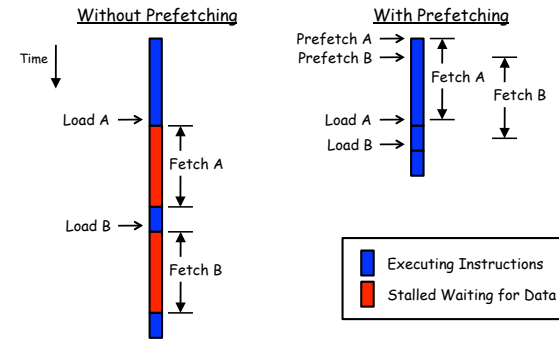 Without Prefetching
Time
Load A
Fetch A
Load B
Fetch B
With Prefetching
Prefetch A
Prefetch B
Fetch A
Fetch B
Load A
Load B
Executing Instructions
Stalled Waiting for Data